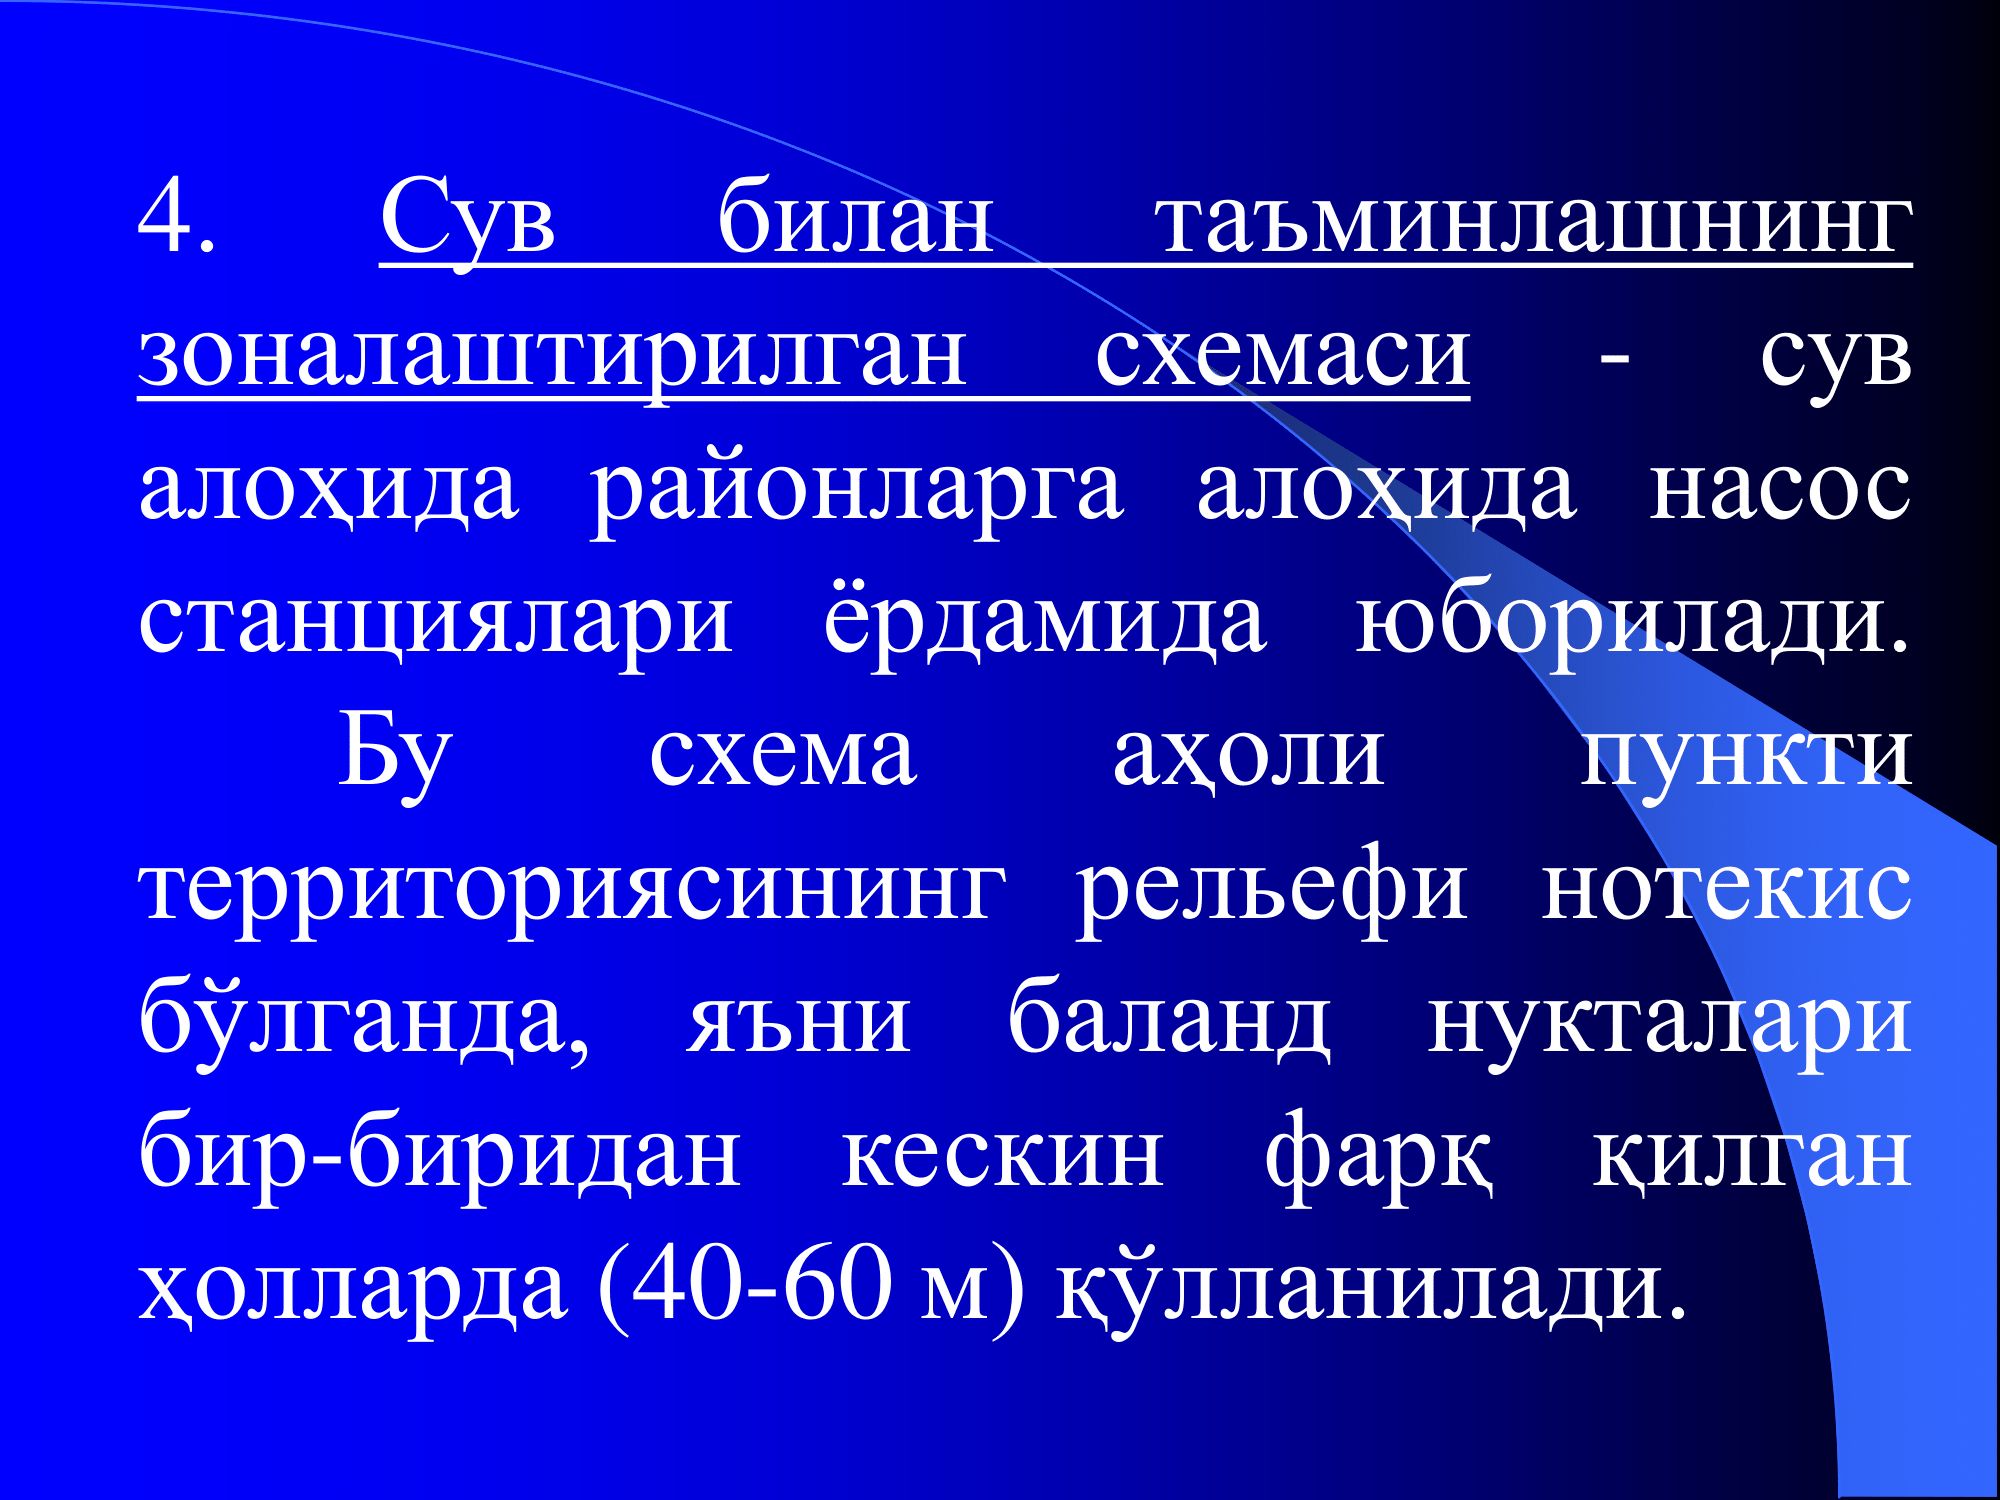 4. Сув билан таъминлашнинг
зоналаштирилган схемаси - сув
алоҳида районларга алоҳида насос
станциялари ёрдамида юборилади.
Бу схема аҳоли пункти
территориясининг рельефи нотекис
бўлганда, яъни баланд нукталари
бир-биридан кескин фарқ қилган
ҳолларда (40-60 м) қўлланилади.